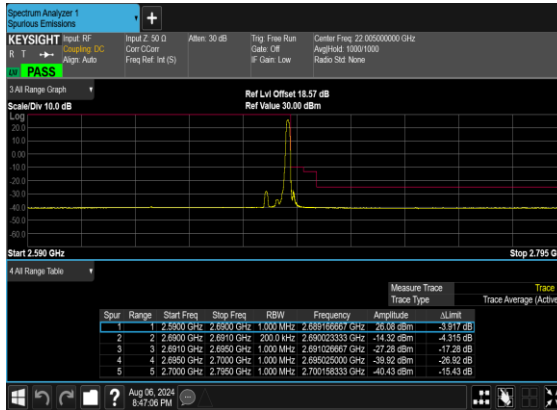 Spectrum Analyzer 1
Spurious Emissions
KEYSIGHT Input: RF Input Z: 50 Ω Atten: 30 dB Trig: Free Run Center Freq: 22.005000000 GHz
R T Coupling: DC Corr CCorr Gate: Off Avg|Hold: 1000/1000
Align: Auto Freq Ref: Int (S) IF Gain: Low Radio Std: None
PASS
3 All Range Graph
Ref Lvl Offset 18.57 dB
Scale/Div 10.0 dB Ref Value 30.00 dBm
Log
20.0
10.0
0.00
-10.0
-20.0
-30.0
-40.0
-50.0
-60.0
Start 2.590 GHz Stop 2.795 G
4 All Range Table
Measure Trace Trace
Trace Type Trace Average (Active
Spur Range Start Freq Stop Freq RBW Frequency Amplitude ΔLimit
1 1 2.5900 GHz 2.6900 GHz 1.000 MHz 2.689166667 GHz 26.08 dBm -3.917 dB
2 2 2.6900 GHz 2.6910 GHz 200.0 kHz 2.690023333 GHz -14.32 dBm -4.315 dB
3 3 2.6910 GHz 2.6950 GHz 1.000 MHz 2.691026667 GHz -27.28 dBm -17.28 dB
4 4 2.6950 GHz 2.7000 GHz 1.000 MHz 2.695025000 GHz -39.92 dBm -26.92 dB
5 5 2.7000 GHz 2.7950 GHz 1.000 MHz 2.700158333 GHz -40.43 dBm -15.43 dB
Aug 06, 2024
8:47:06 PM